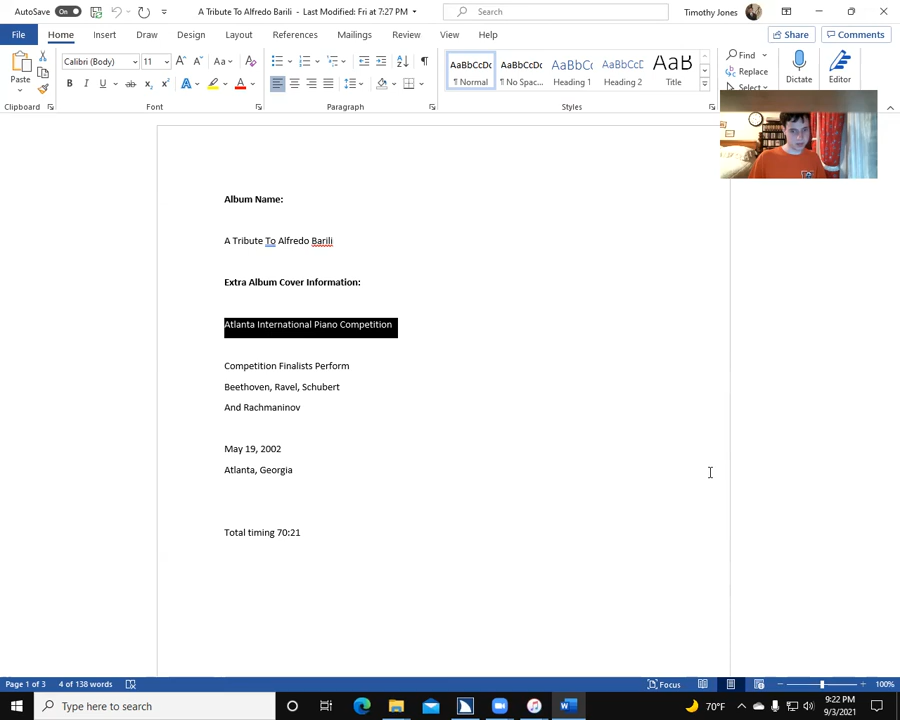 AutoSave On A Tribute To Alfredo Barili - Last Modified: Fri at 7:27 PM Search Timothy Jones
File Home Insert Draw Design Layout References Mailings Review View Help Share Comments
Paste
Clipboard
Calibri (Body) 11
Font
Paragraph
AaBbCcDc AaBbCcDc AaBbCc AaBbCcD AaB
¶ Normal ¶ No Spac... Heading 1 Heading 2 Title
Styles
Find
Replace
Select
Dictate
Editor
Album Name:
A Tribute To Alfredo Barili
Extra Album Cover Information:
Atlanta International Piano Competition
Competition Finalists Perform
Beethoven, Ravel, Schubert
And Rachmaninov
May 19, 2002
Atlanta, Georgia
Total timing 70:21
Page 1 of 3 4 of 138 words Focus 100%
Type here to search 70°F 9:22 PM
9/3/2021